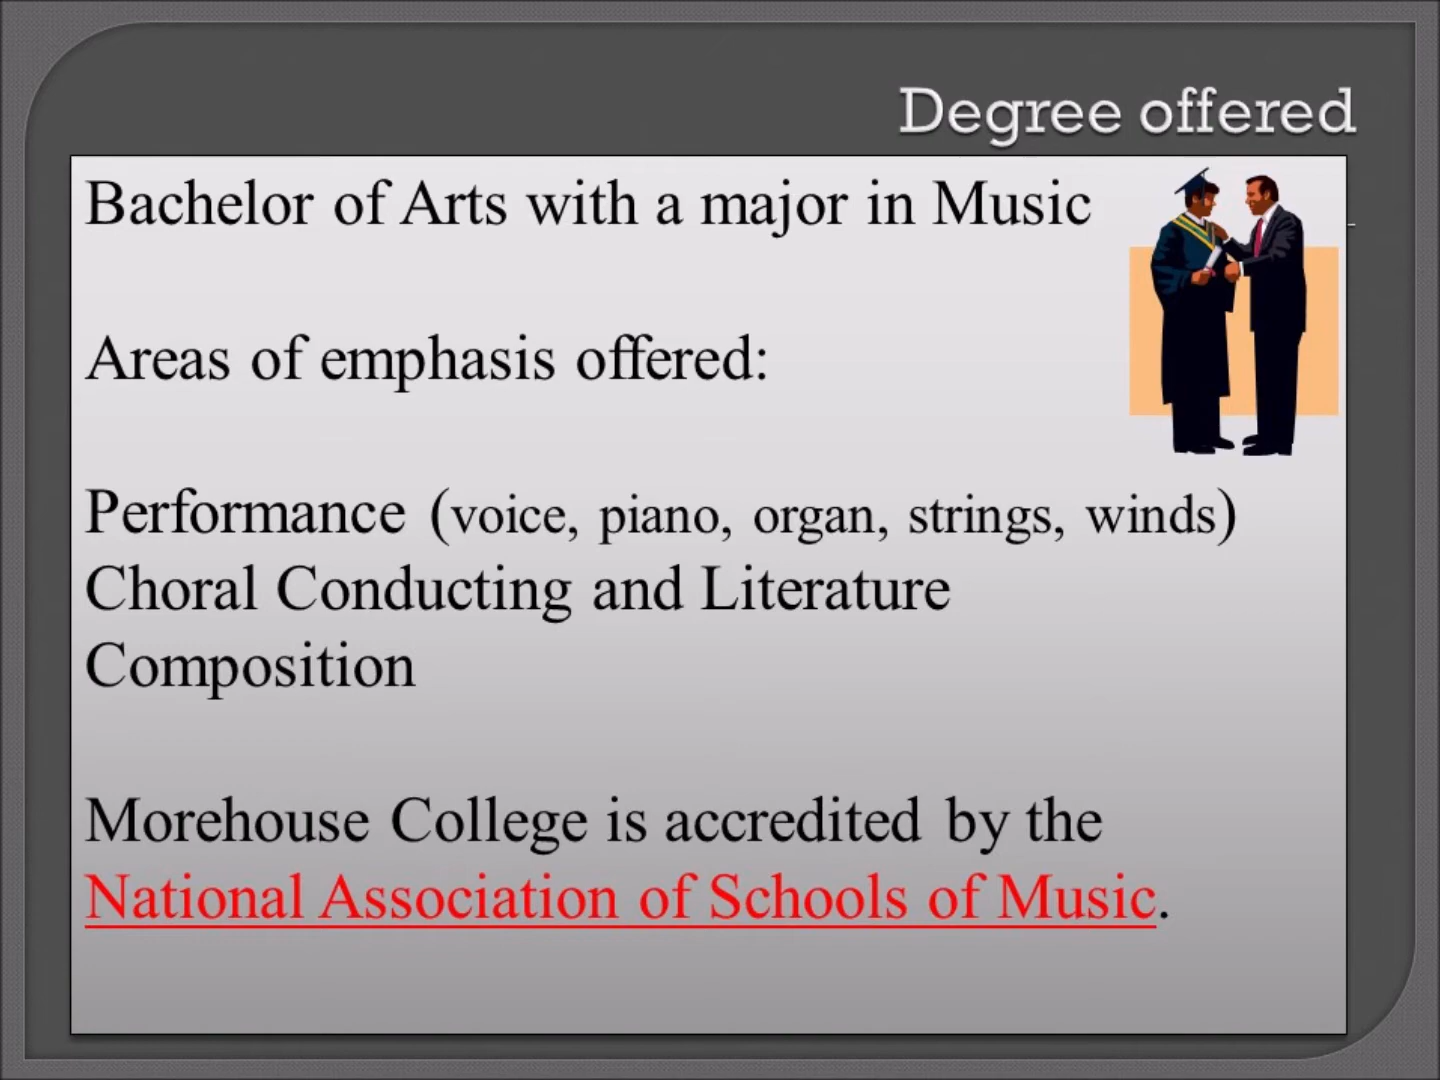 Degree offered
Bachelor of Arts with a major in Music
Areas of emphasis offered:
Performance (voice, piano, organ, strings, winds)
Choral Conducting and Literature
Composition
Morehouse College is accredited by the
National Association of Schools of Music.